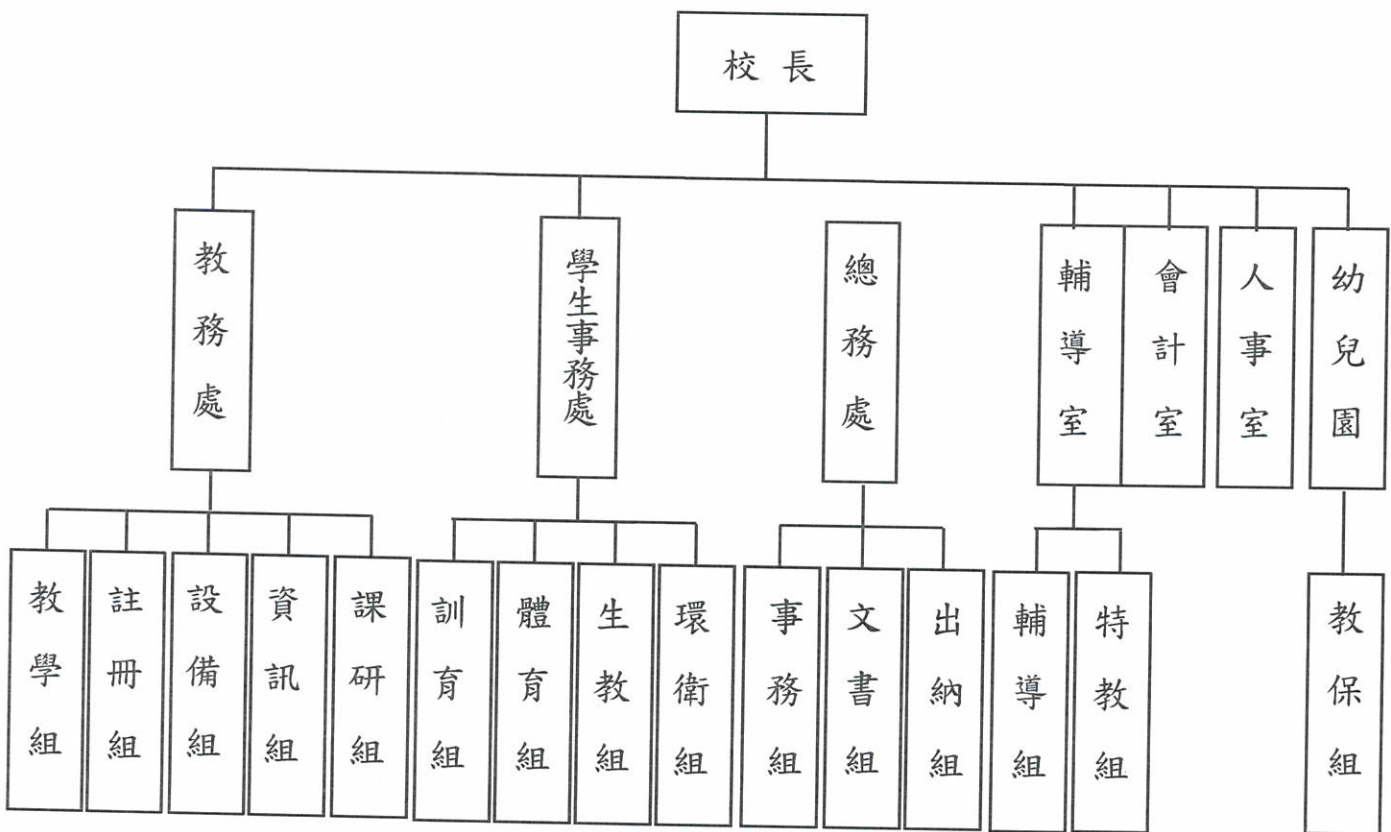 校長
教務處
學生事務處
總務處
輔導室
會計室
人事室
幼兒園
教學組
註冊組
設備組
資訊組
課研組
訓育組
體育組
生教組
環衛組
事務組
文書組
出納組
輔導組
特教組
教保組